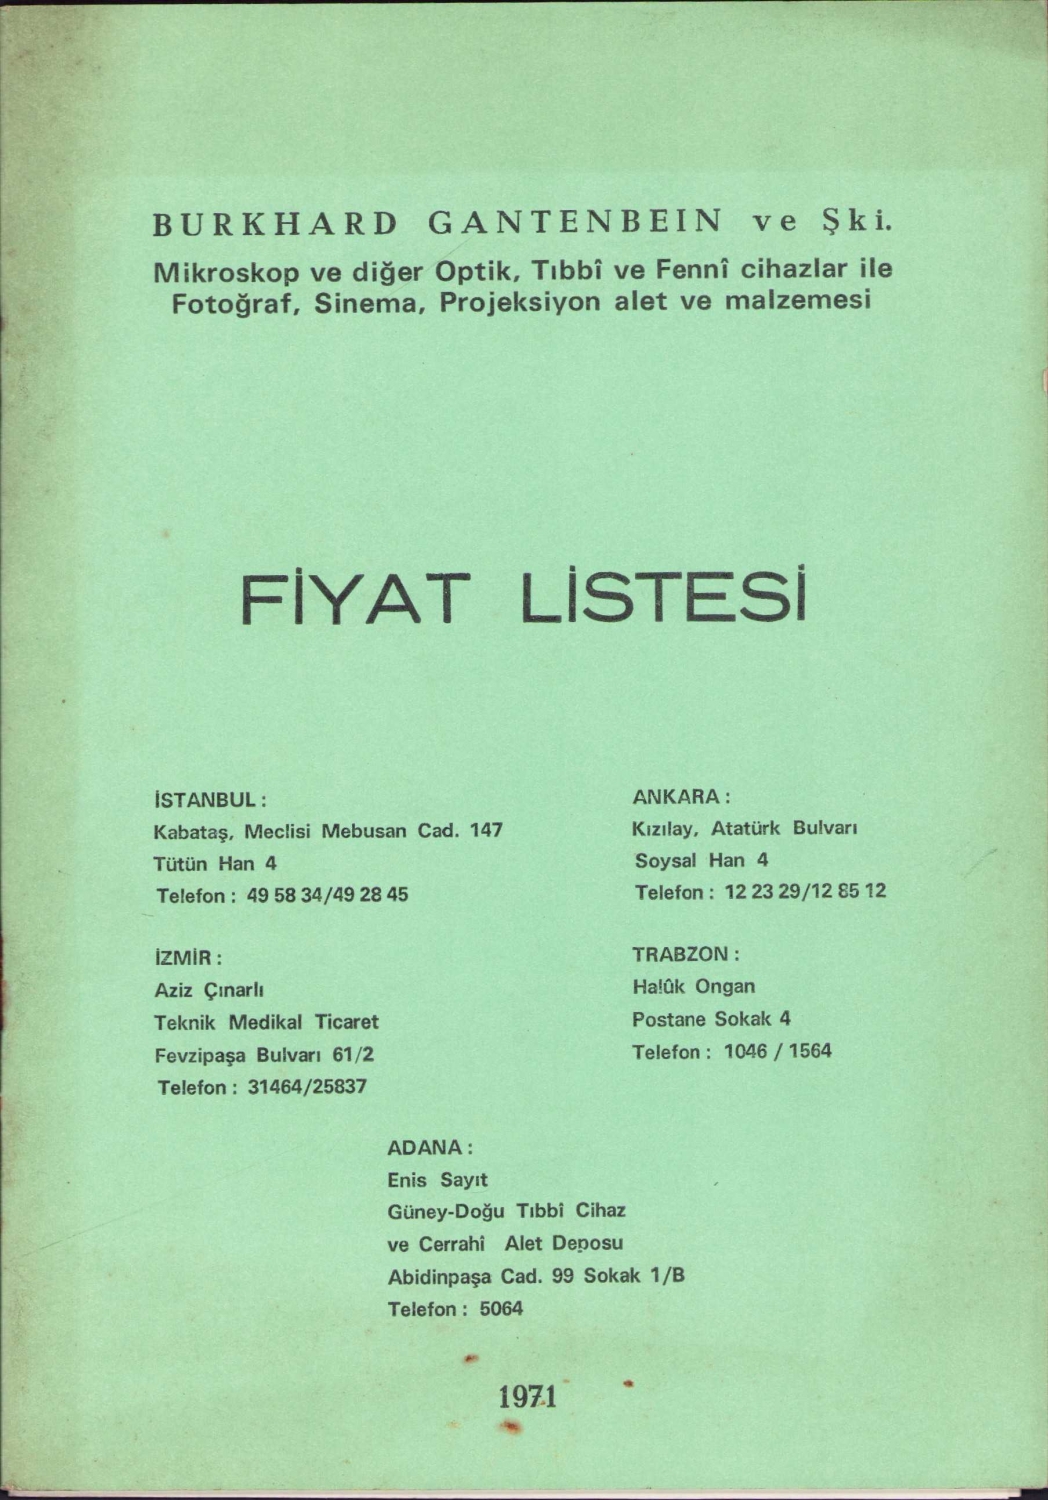 BURKHARD GANTENBEIN ve Şki.
Mikroskop ve diğer Optik, Tıbbî ve Fennî cihazlar ile
Fotoğraf, Sinema, Projeksiyon alet ve malzemesi
FİYAT LİSTESİ
İSTANBUL :
Kabataş, Meclisi Mebusan Cad. 147
Tütün Han 4
Telefon : 49 58 34/49 28 45
ANKARA :
Kızılay, Atatürk Bulvarı
Soysal Han 4
Telefon : 12 23 29/12 85 12
İZMİR :
Aziz Çınarlı
Teknik Medikal Ticaret
Fevzipaşa Bulvarı 61/2
Telefon : 31464/25837
TRABZON :
Halûk Ongan
Postane Sokak 4
Telefon : 1046 / 1564
ADANA :
Enis Sayıt
Güney-Doğu Tıbbî Cihaz
ve Cerrahî Alet Deposu
Abidinpaşa Cad. 99 Sokak 1/B
Telefon : 5064
1971